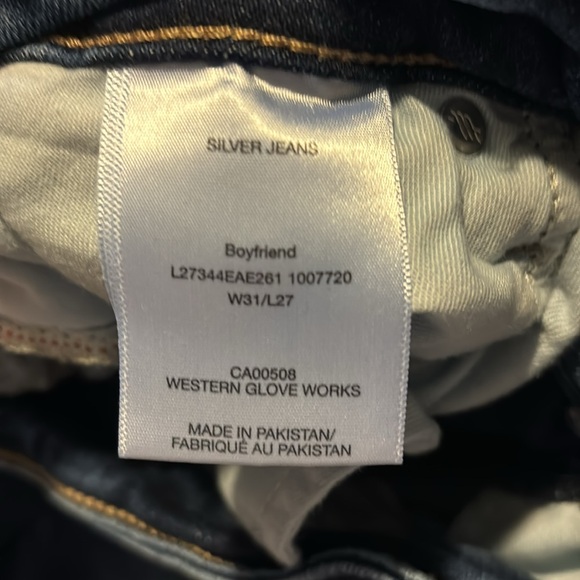 SILVER JEANS
Boyfriend
L27344EAE261 1007720
W31/L27
CA00508
WESTERN GLOVE WORKS
MADE IN PAKISTAN/
FABRIQUÉ AU PAKISTAN